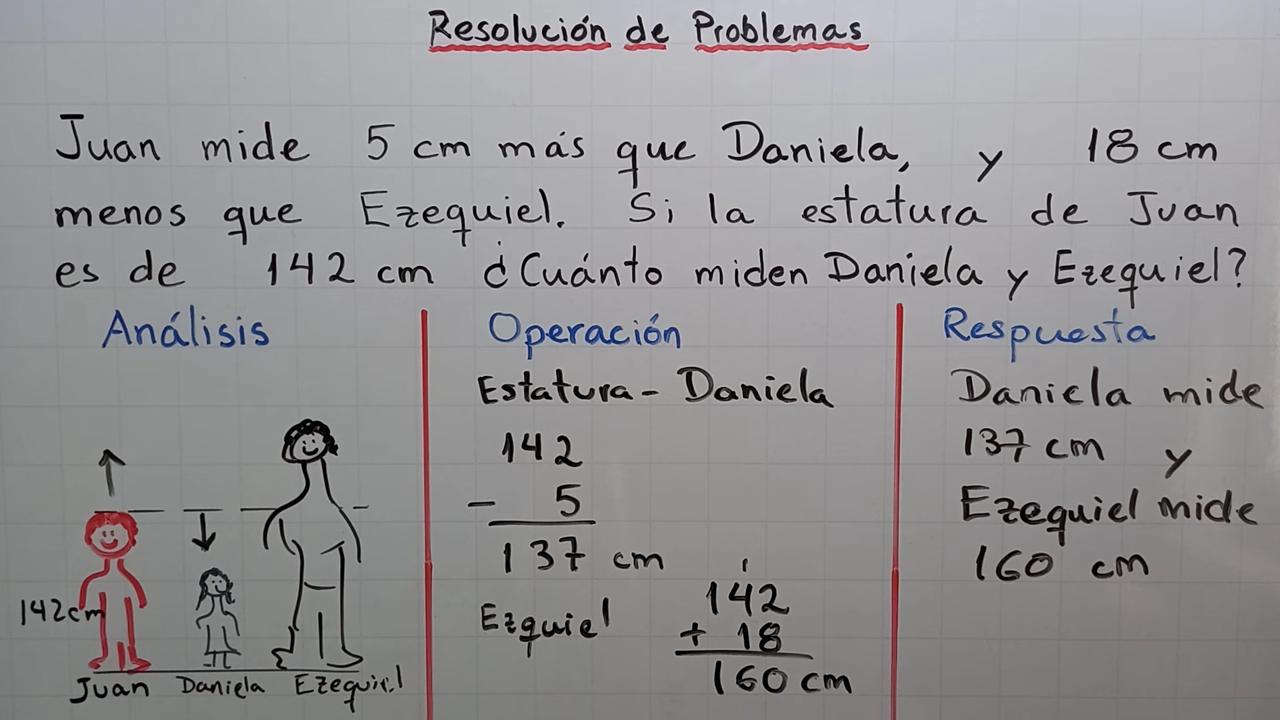 Resolución de Problemas
Juan mide 5 cm más que Daniela, y 18 cm
menos que Ezequiel. Si la estatura de Juan
es de 142 cm ¿Cuánto miden Daniela y Ezequiel?
Análisis
142cm
Juan Daniela Ezequiel
Operación
Estatura - Daniela
142
- 5
137 cm
Ezquiel
1
142
+ 18
160 cm
Respuesta
Daniela mide
137 cm y
Ezequiel mide
160 cm